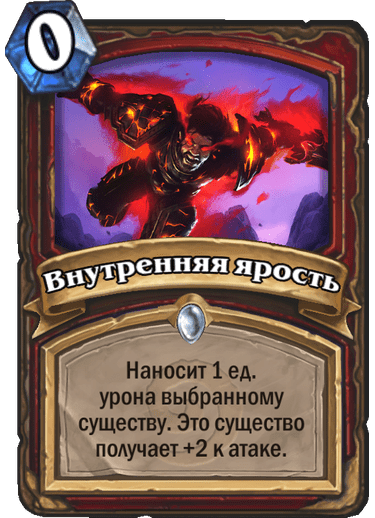 0
Внутренняя ярость
Наносит 1 ед.
урона выбранному
существу. Это существо
получает +2 к атаке.